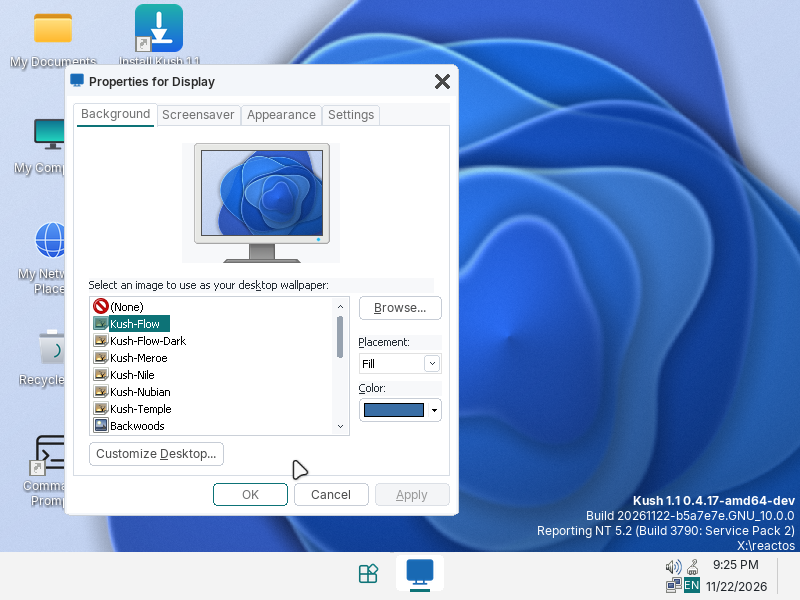 My Documents
Install Kush 1.1
Properties for Display
Background
Screensaver
Appearance
Settings
My Comp
My Netw
Place
Recycle
Comma
Promp
Select an image to use as your desktop wallpaper:
(None)
Kush-Flow
Kush-Flow-Dark
Kush-Meroe
Kush-Nile
Kush-Nubian
Kush-Temple
Backwoods
Browse...
Placement:
Fill
Color:
Customize Desktop...
OK
Cancel
Apply
Kush 1.1 0.4.17-amd64-dev
Build 20261122-b5a7e7e.GNU_10.0.0
Reporting NT 5.2 (Build 3790: Service Pack 2)
X:\reactos
9:25 PM
EN
11/22/2026